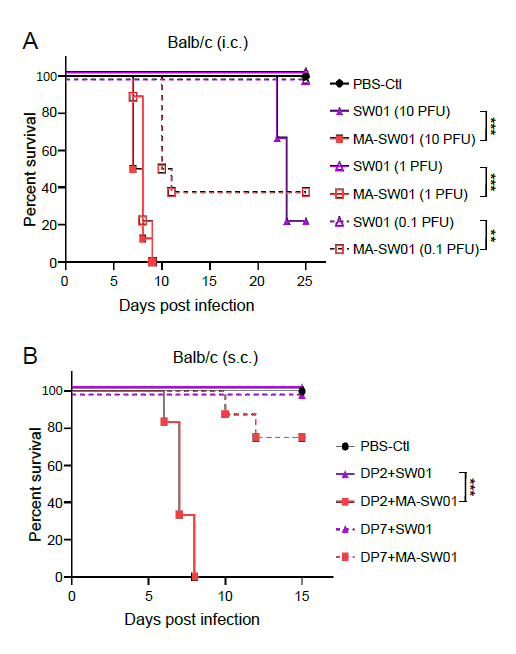 A
Balb/c (i.c.)
Percent survival
100
80
60
40
20
0
0
5
10
15
20
25
Days post infection
PBS-Ctl
SW01 (10 PFU)
MA-SW01 (10 PFU)
***
SW01 (1 PFU)
MA-SW01 (1 PFU)
***
SW01 (0.1 PFU)
MA-SW01 (0.1 PFU)
**
B
Balb/c (s.c.)
Percent survival
100
80
60
40
20
0
0
5
10
15
Days post infection
PBS-Ctl
DP2+SW01
DP2+MA-SW01
***
DP7+SW01
DP7+MA-SW01